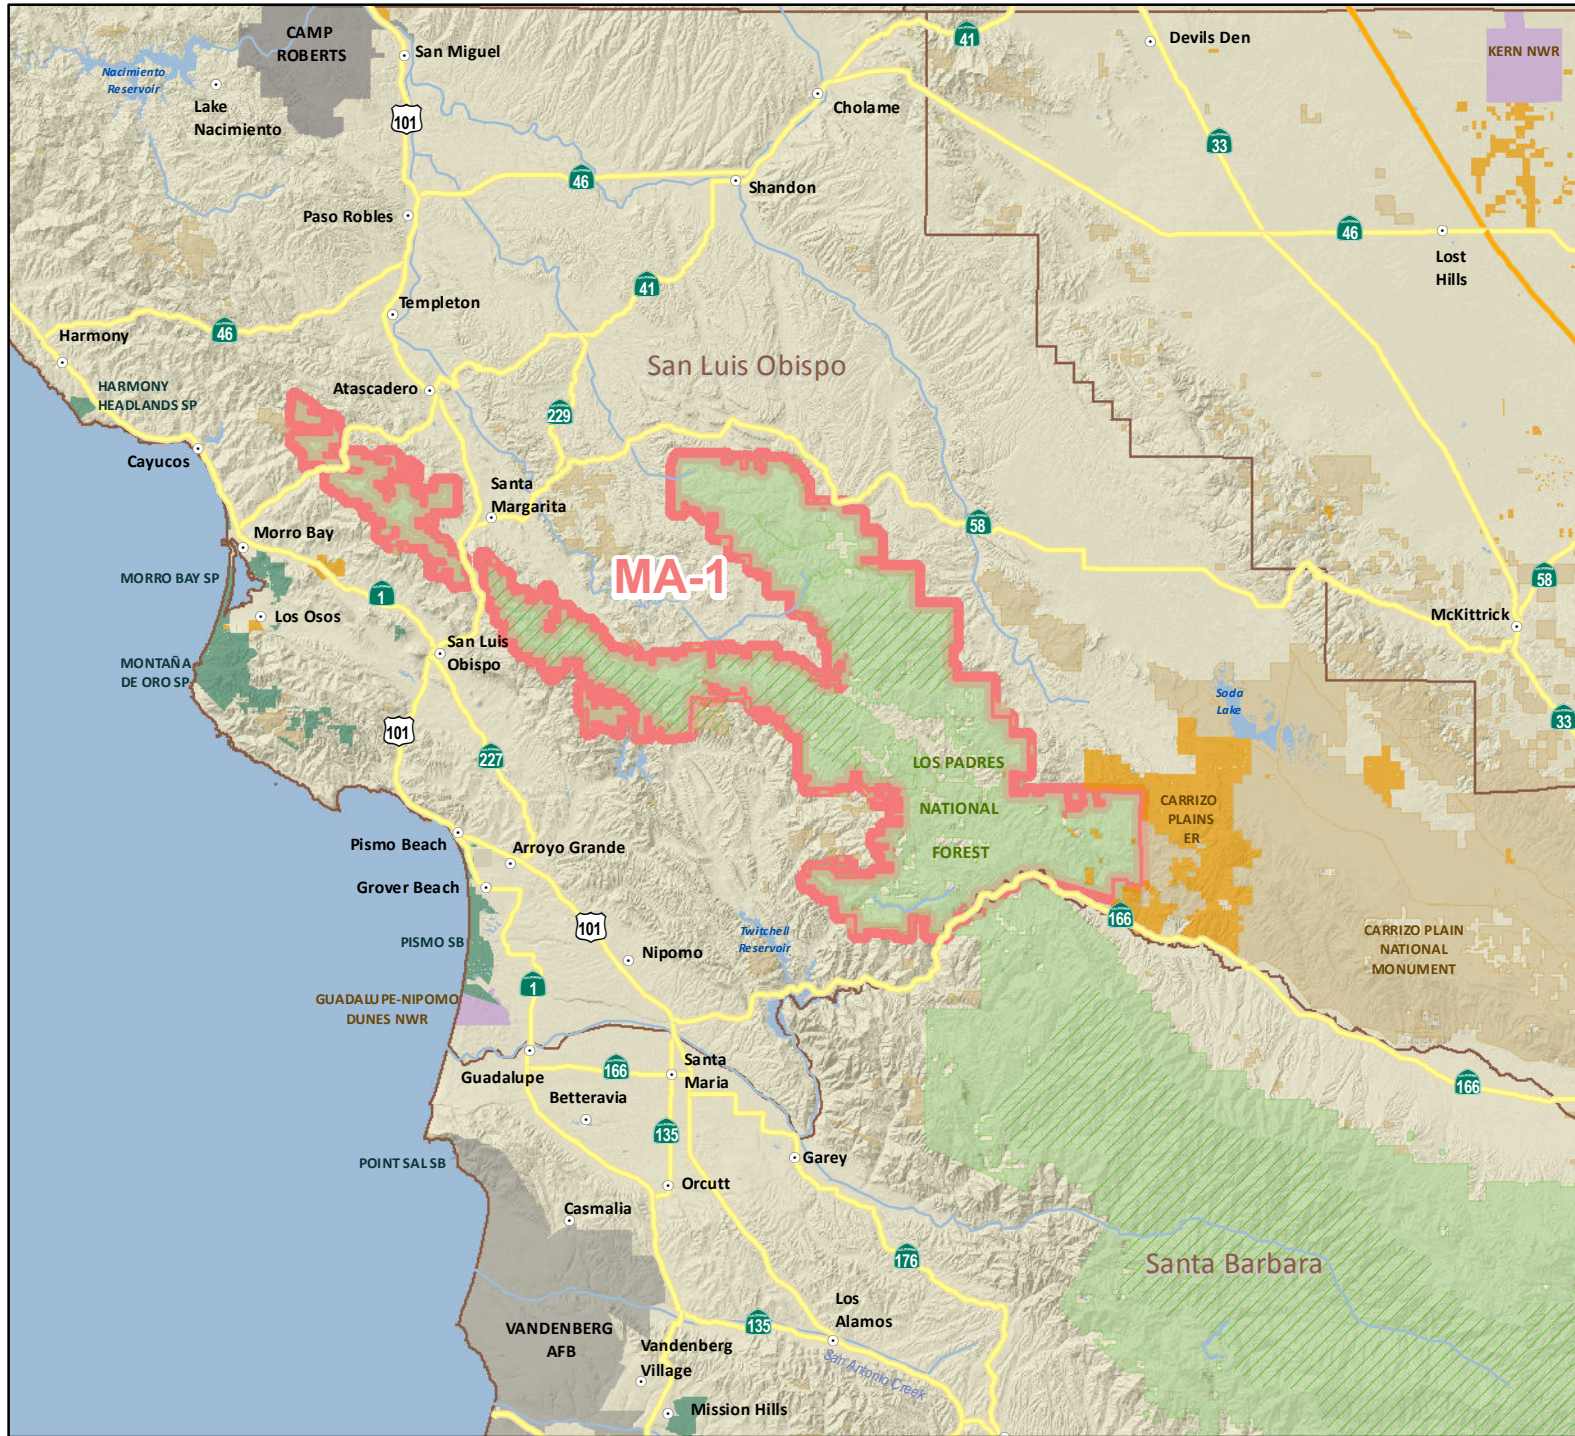 CAMP
ROBERTS
San Miguel
41
Devils Den
KERN NWR
Nacimiento
Reservoir
Lake
Nacimiento
101
Cholame
33
46
Shandon
Paso Robles
46
Lost
Hills
41
Templeton
46
Harmony
San Luis Obispo
Atascadero
HARMONY
HEADLANDS SP
229
Cayucos
Santa
Margarita
58
Morro Bay
MA-1
MORRO BAY SP
1
58
Los Osos
McKittrick
San Luis
Obispo
MONTAÑA
DE ORO SP
Soda
Lake
33
101
227
LOS PADRES
NATIONAL
FOREST
CARRIZO
PLAINS
ER
Pismo Beach
Arroyo Grande
Grover Beach
166
101
Twitchell
Reservoir
CARRIZO PLAIN
NATIONAL
MONUMENT
PISMO SB
Nipomo
1
GUADALUPE-NIPOMO
DUNES NWR
Guadalupe
166
Santa
Maria
166
Betteravia
135
Garey
POINT SAL SB
Orcutt
Casmalia
176
Santa Barbara
Los
Alamos
135
VANDENBERG
AFB
Vandenberg
Village
San Antonio Creek
Mission Hills